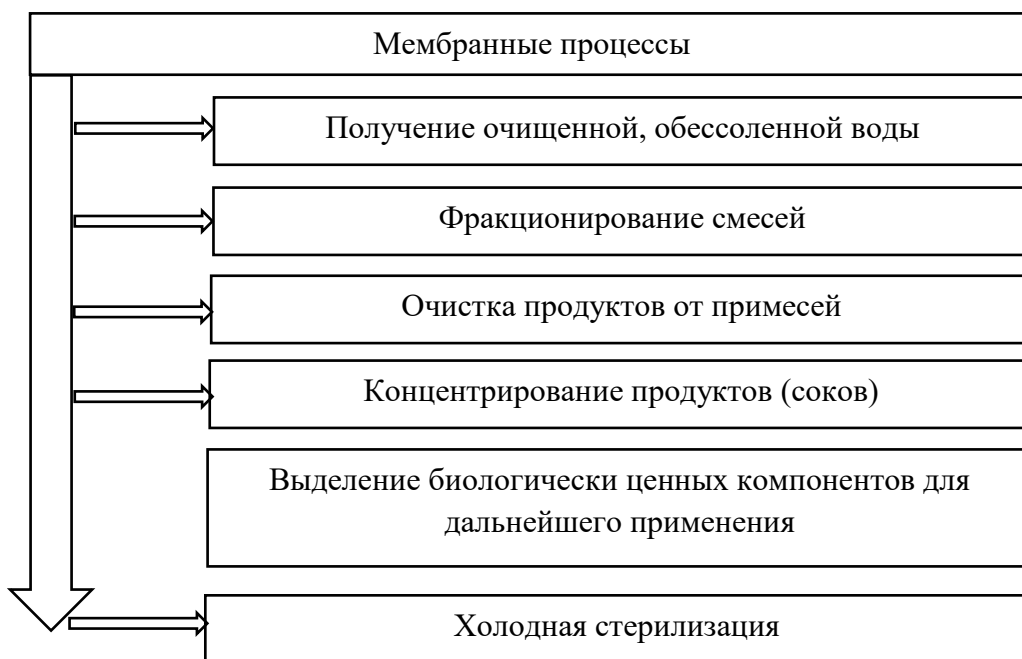 Мембранные процессы
Получение очищенной, обессоленной воды
Фракционирование смесей
Очистка продуктов от примесей
Концентрирование продуктов (соков)
Выделение биологически ценных компонентов для
дальнейшего применения
Холодная стерилизация